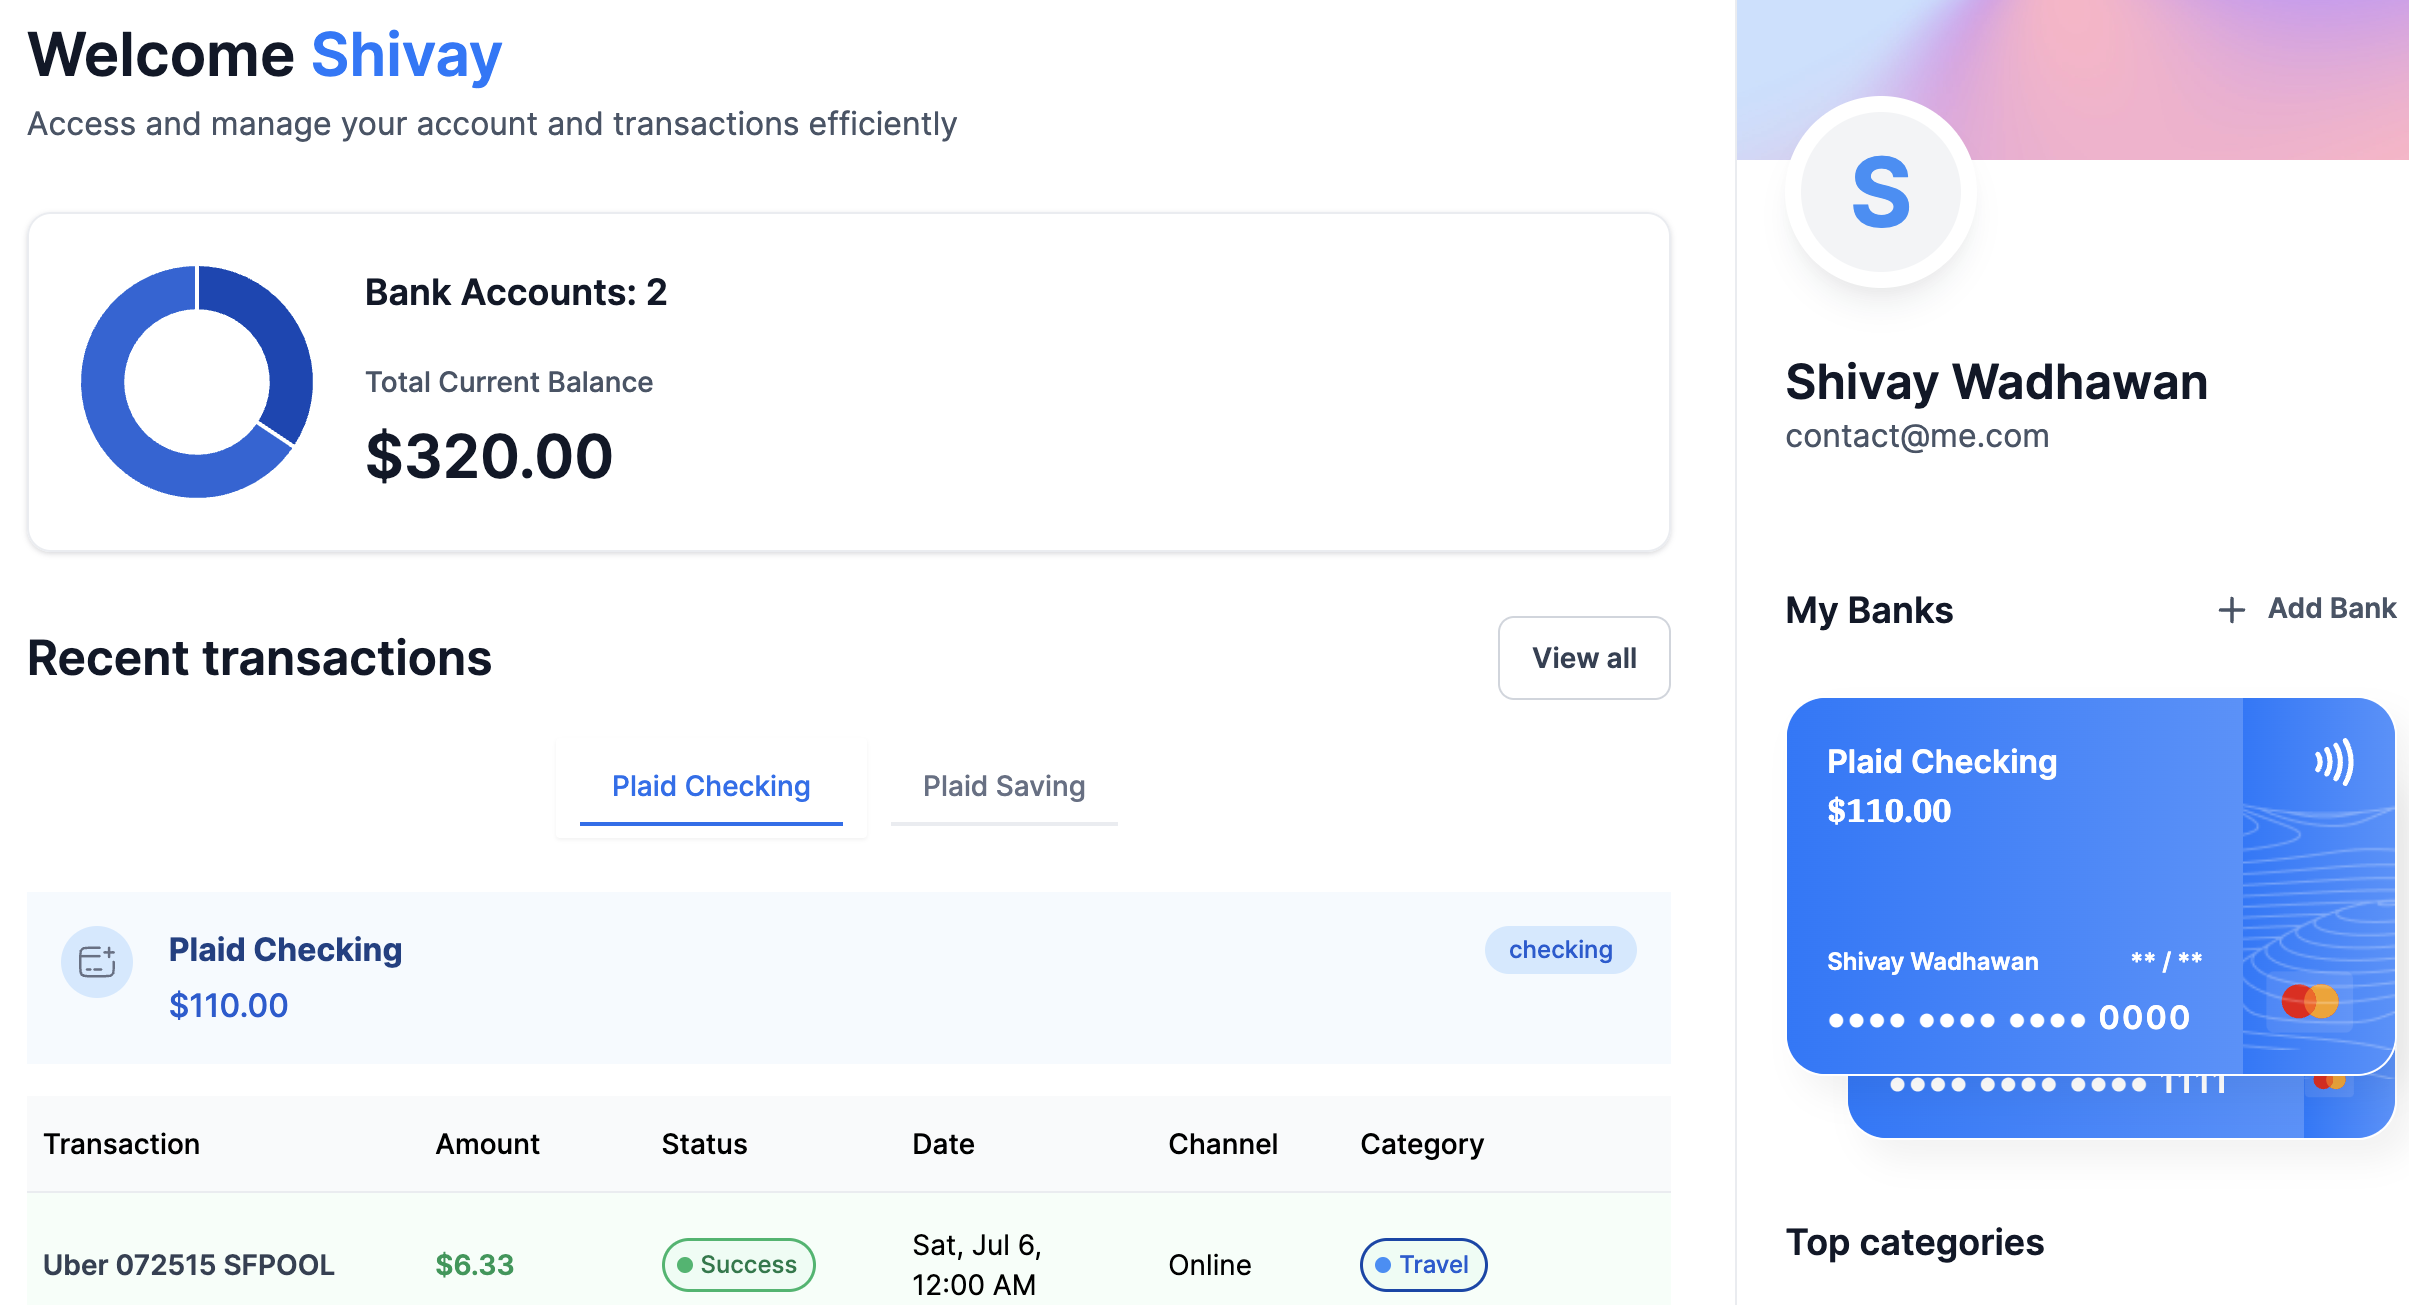 Welcome Shivay
Access and manage your account and transactions efficiently
Bank Accounts: 2
Total Current Balance
$320.00
Recent transactions
View all
Plaid Checking
Plaid Saving
Plaid Checking
$110.00
checking
Transaction Amount Status Date Channel Category
Uber 072515 SFPOOL $6.33 Success Sat, Jul 6, Online Travel
12:00 AM
S
Shivay Wadhawan
contact@me.com
My Banks
+ Add Bank
Plaid Checking
$110.00
Shivay Wadhawan ** / **
●●●● ●●●● ●●●● 0000
●●●● ●●●● ●●●● 1111
Top categories